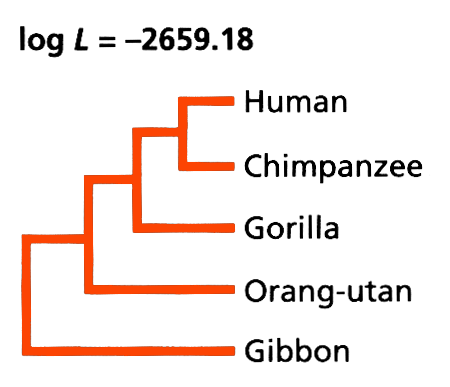 log L = –2659.18
Human
Chimpanzee
Gorilla
Orang-utan
Gibbon